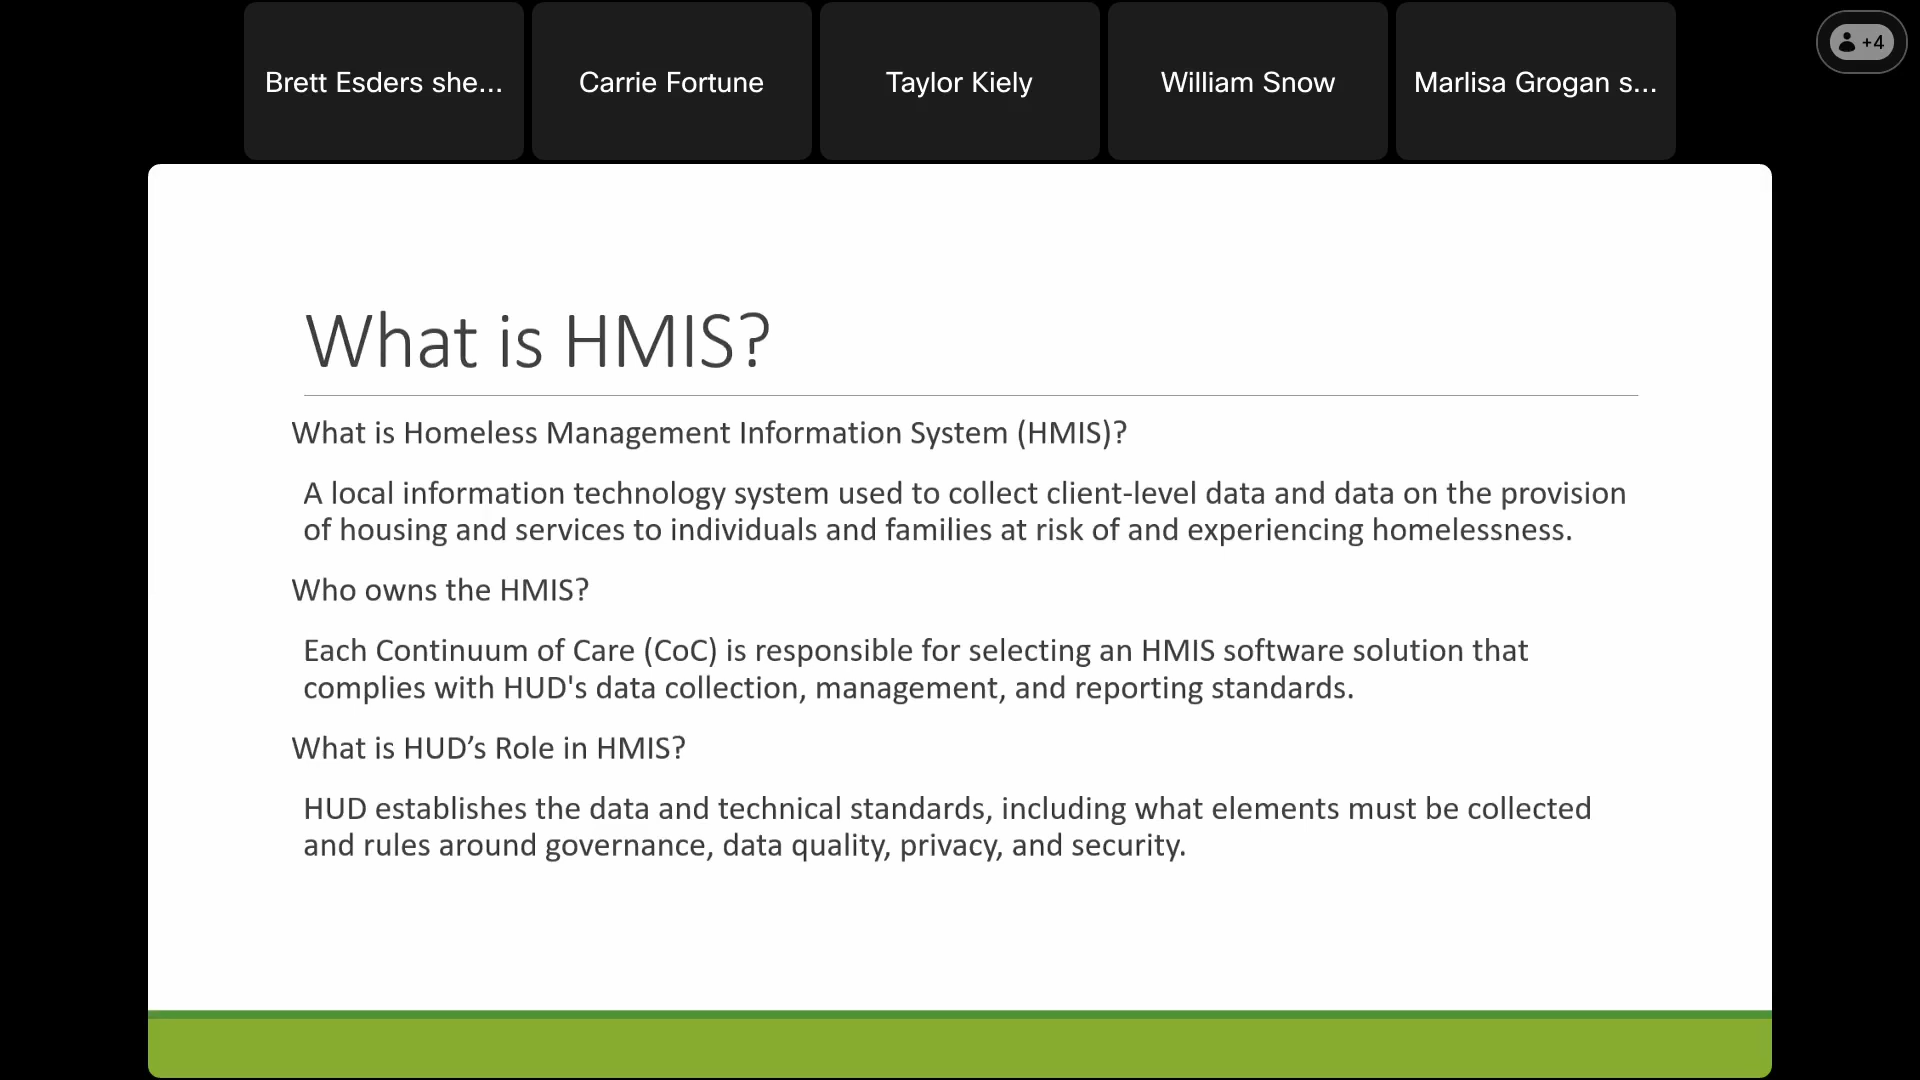 Brett Esders she...
Carrie Fortune
Taylor Kiely
William Snow
Marlisa Grogan s...
+4
What is HMIS?
What is Homeless Management Information System (HMIS)?
A local information technology system used to collect client-level data and data on the provision
of housing and services to individuals and families at risk of and experiencing homelessness.
Who owns the HMIS?
Each Continuum of Care (CoC) is responsible for selecting an HMIS software solution that
complies with HUD's data collection, management, and reporting standards.
What is HUD’s Role in HMIS?
HUD establishes the data and technical standards, including what elements must be collected
and rules around governance, data quality, privacy, and security.